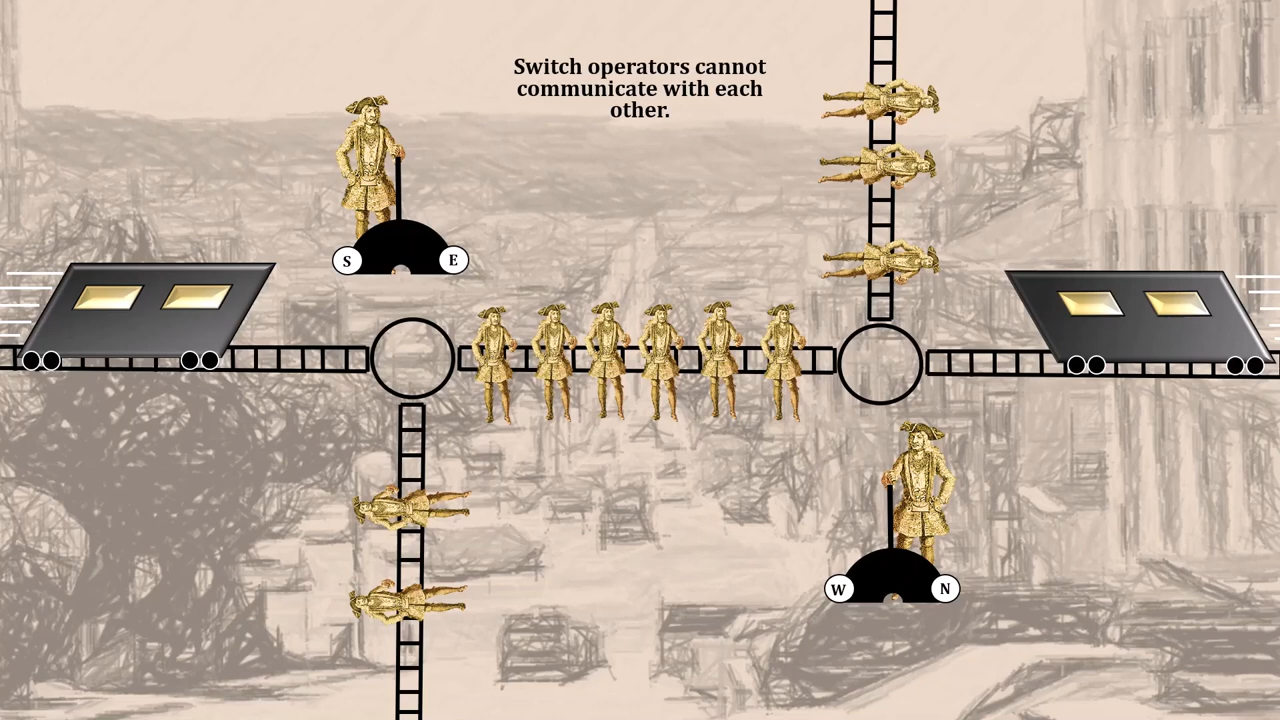 Switch operators cannot
communicate with each
other.
S
E
W
N